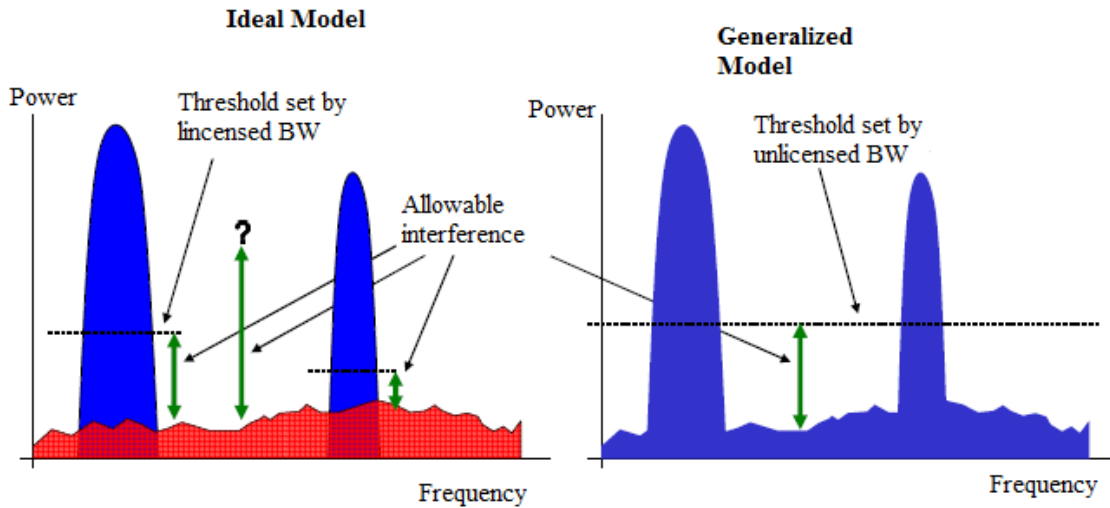 Ideal Model
Generalized
Model
Power
Threshold set by
lincensed BW
Power
Threshold set by
unlicensed BW
Allowable
interference
?
Frequency
Frequency